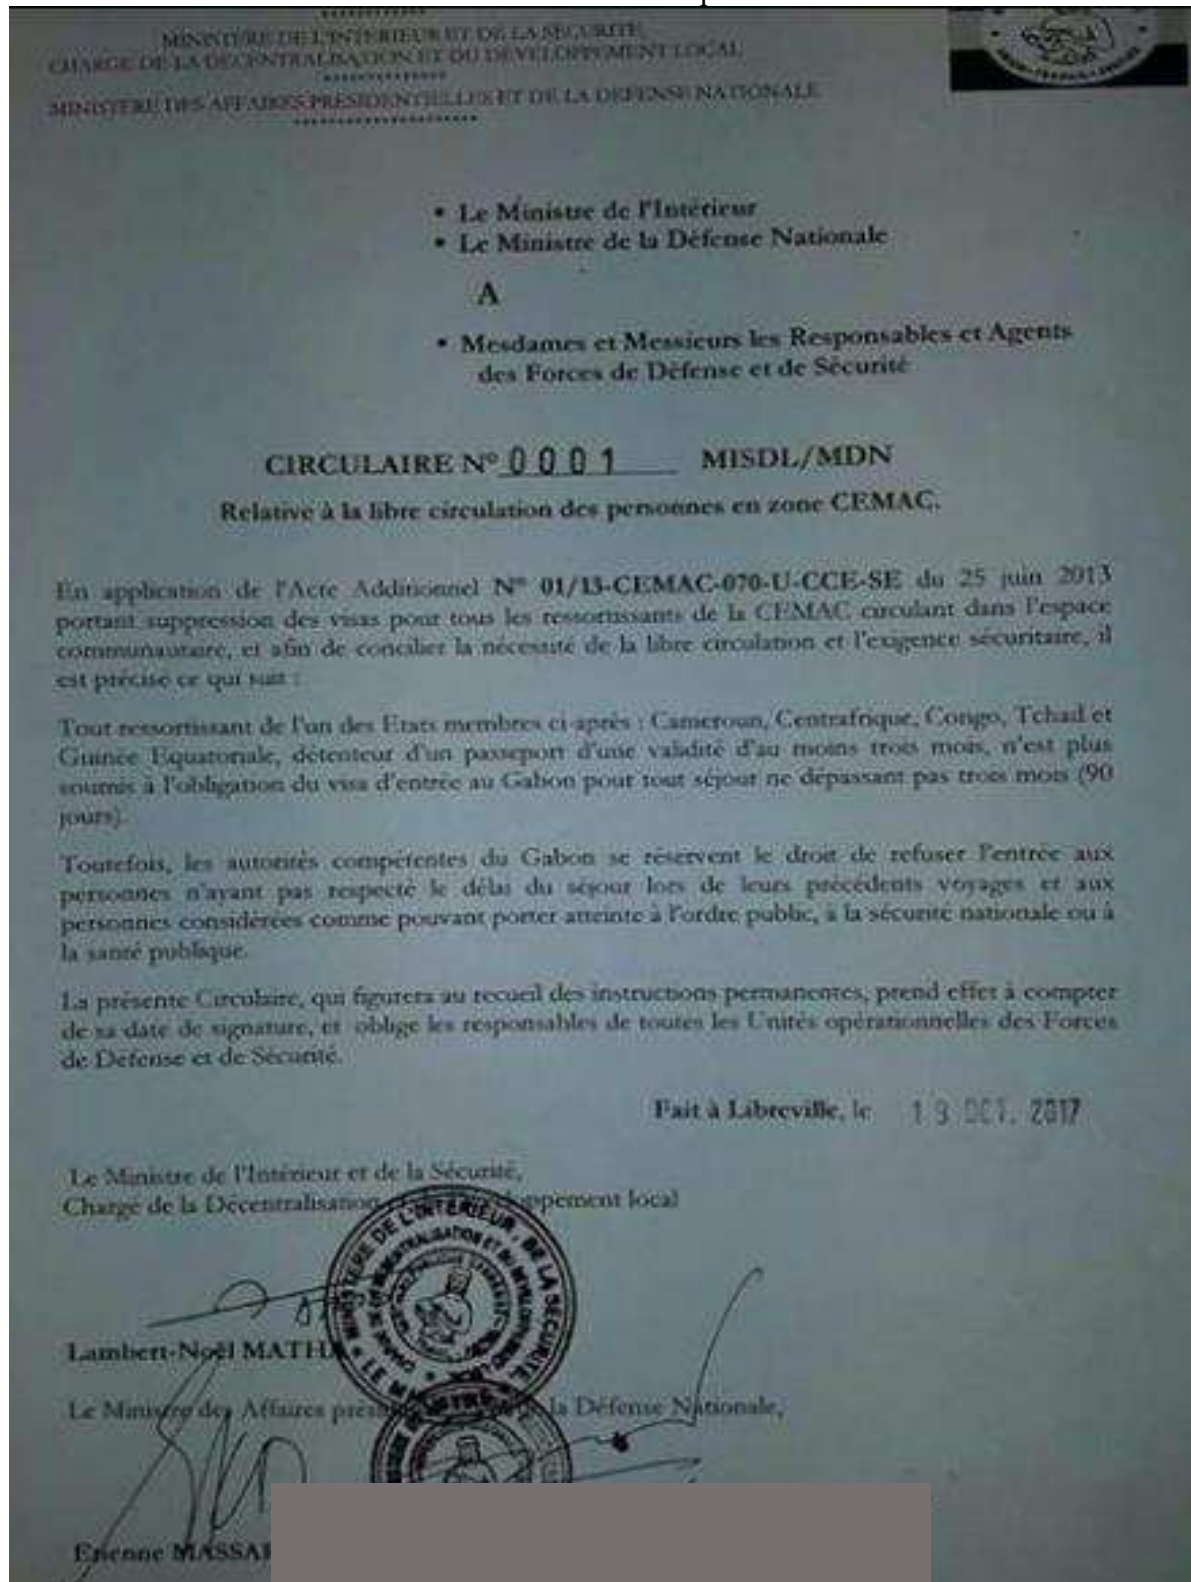 MINISTERE DE L'INTERIEUR ET DE LA SECURITE,
CHARGE DE LA DECENTRALISATION ET DU DEVELOPPEMENT LOCAL
MINISTERE DES AFFAIRES PRESIDENTIELLES ET DE LA DEFENSE NATIONALE
• Le Ministre de l'Intérieur
• Le Ministre de la Défense Nationale
A
• Mesdames et Messieurs les Responsables et Agents
des Forces de Défense et de Sécurité
CIRCULAIRE N° 0001 MISDL/MDN
Relative à la libre circulation des personnes en zone CEMAC.
En application de l'Acte Additionnel N° 01/13-CEMAC-070-U-CCE-SE du 25 juin 2013
portant suppression des visas pour tous les ressortissants de la CEMAC circulant dans l'espace
communautaire, et afin de concilier la nécessité de la libre circulation et l'exigence sécuritaire, il
est précisé ce qui suit :
Tout ressortissant de l'un des Etats membres ci-après : Cameroun, Centrafrique, Congo, Tchad et
Guinée Equatoriale, détenteur d'un passeport d'une validité d'au moins trois mois, n'est plus
soumis à l'obligation du visa d'entrée au Gabon pour tout séjour ne dépassant pas trois mois (90
jours).
Toutefois, les autorités compétentes du Gabon se réservent le droit de refuser l'entrée aux
personnes n'ayant pas respecté le délai du séjour lors de leurs précédents voyages et aux
personnes considérées comme pouvant porter atteinte à l'ordre public, à la sécurité nationale ou à
la santé publique.
La présente Circulaire, qui figurera au recueil des instructions permanentes, prend effet à compter
de sa date de signature, et oblige les responsables de toutes les Unités opérationnelles des Forces
de Défense et de Sécurité.
Fait à Libreville, le 19 OCT. 2017
Le Ministre de l'Intérieur et de la Sécurité,
Chargé de la Décentralisation développement local
MINISTERE DE L'INTERIEUR, DE LA SECURITE,
Lambert-Noël MATHA
Le Ministre des Affaires de la Défense Nationale,
Etienne MASSAR